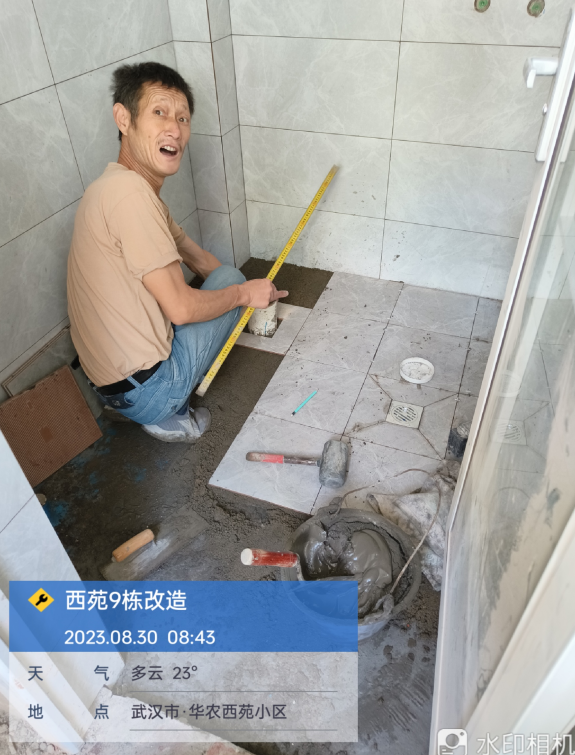 西苑9栋改造
2023.08.30 08:43
天 气 多云 23°
地 点 武汉市·华农西苑小区
水印相机